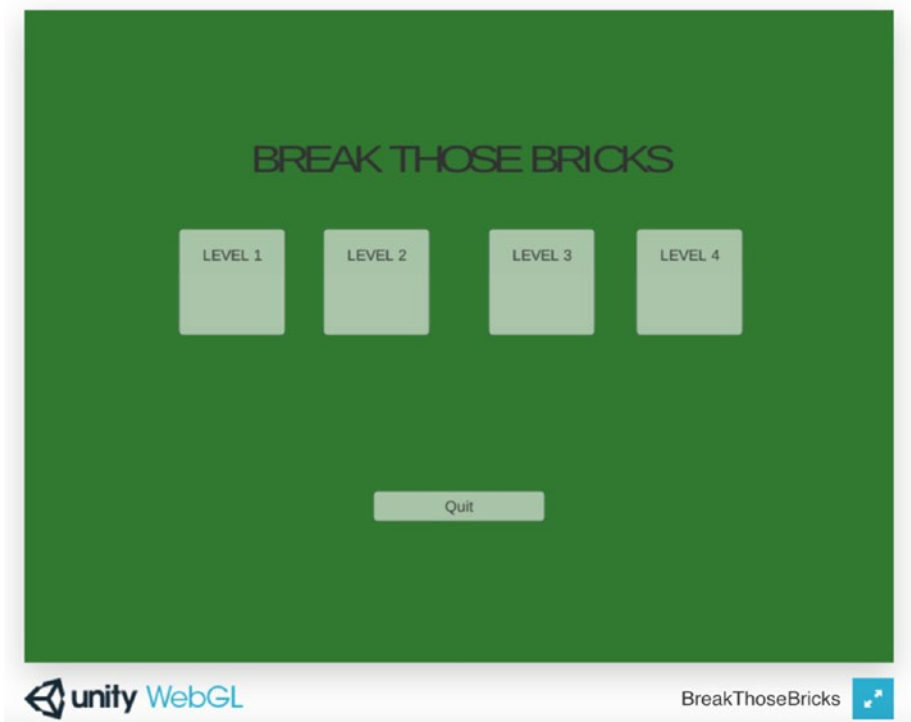 BREAK THOSE BRICKS
LEVEL 1 LEVEL 2 LEVEL 3 LEVEL 4
Quit
unity WebGL BreakThoseBricks